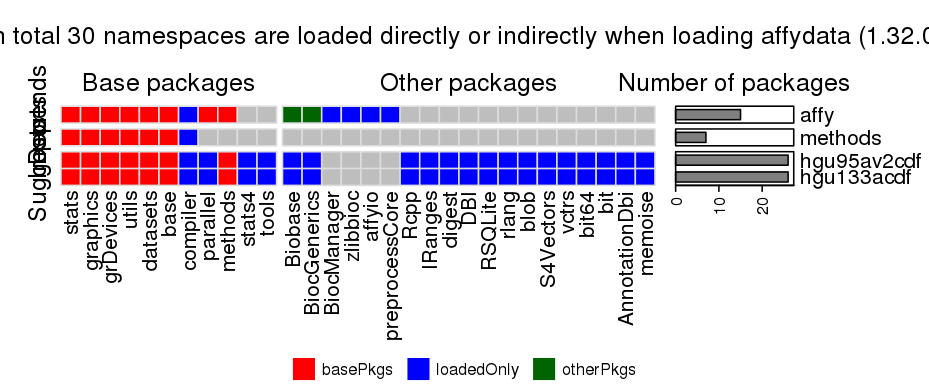 n total 30 namespaces are loaded directly or indirectly when loading affydata (1.32.0
Base packages
Other packages
Number of packages
affy
methods
hgu95av2cdf
hgu133acdf
stats
graphics
grDevices
utils
datasets
base
compiler
parallel
methods
stats4
tools
Biobase
BiocGenerics
BiocManager
zlibbioc
affyio
preprocessCore
Rcpp
IRanges
digest
DBI
RSQLite
rlang
blob
S4Vectors
vctrs
bit64
bit
AnnotationDbi
memoise
0
10
20
basePkgs
loadedOnly
otherPkgs